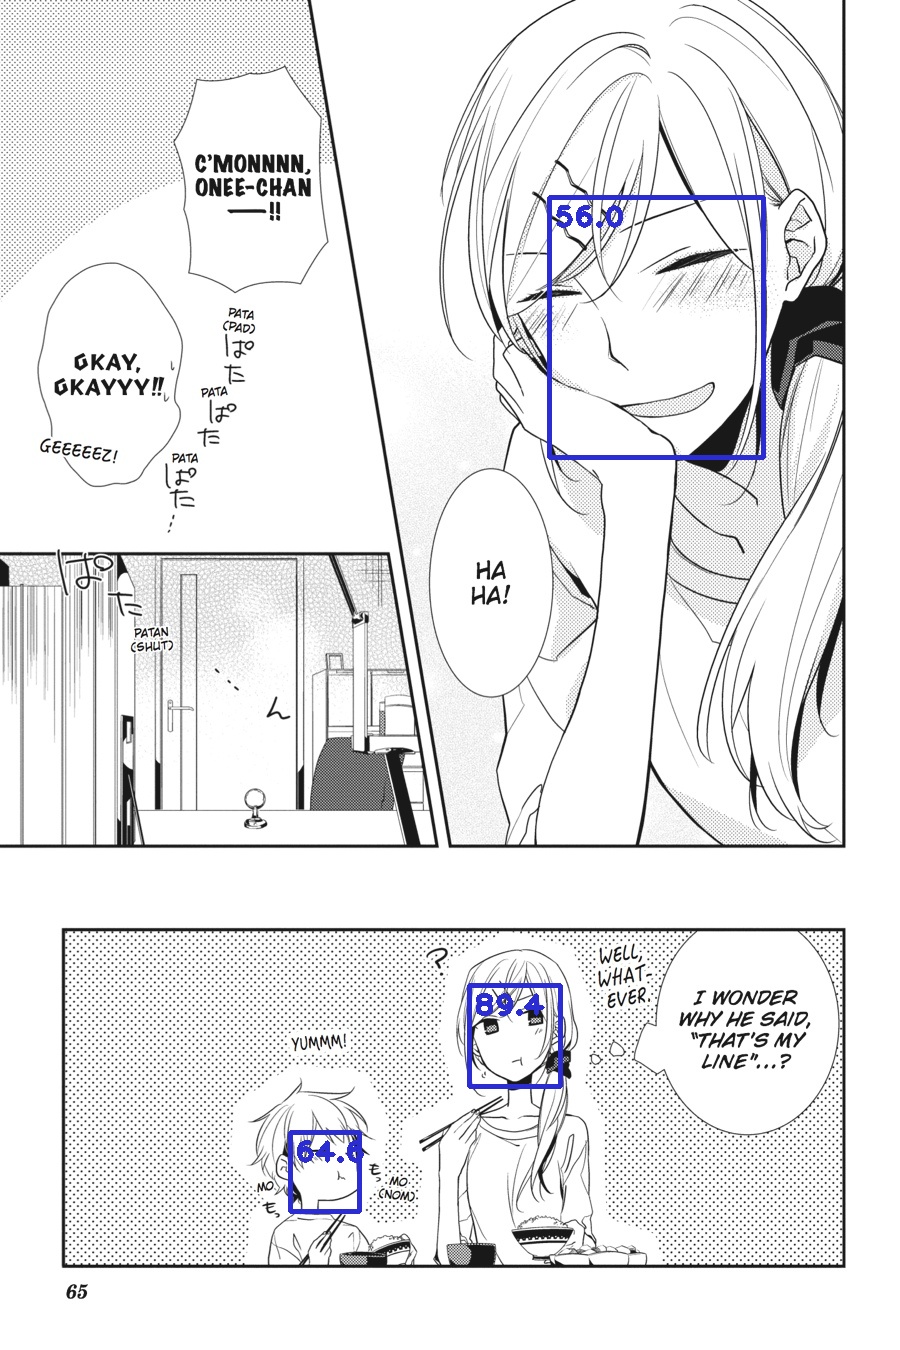 C'MONNNN,
ONEE-CHAN
—!!
56.0
PATA
(PAD)
ぱ
た
OKAY,
OKAYYY!!
GEEEEEZ!
PATA
ぱ
た
PATA
ぱ
た
…
HA
HA!
ぱ
た
PATAN
(SHUT)
ん
WELL,
WHAT-
EVER.
I WONDER
WHY HE SAID,
"THAT'S MY
LINE"...?
?
89.4
YUMMM!
64.6
MO
も
も
MO
(NOM)
65